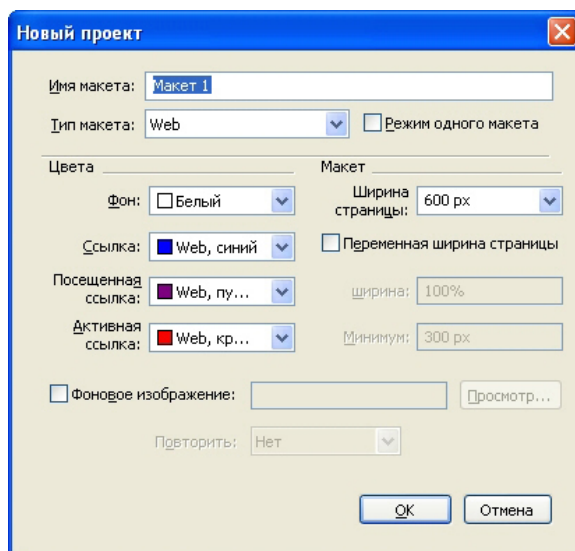 Новый проект
Имя макета: Макет 1
Тип макета: Web Режим одного макета
Цвета Макет
Фон: Белый Ширина страницы: 600 px
Ссылка: Web, синий Переменная ширина страницы
Посещенная ссылка: Web, пу... ширина: 100%
Активная ссылка: Web, кр... Минимум: 300 px
Фоновое изображение: Просмотр...
Повторить: Нет
OK Отмена